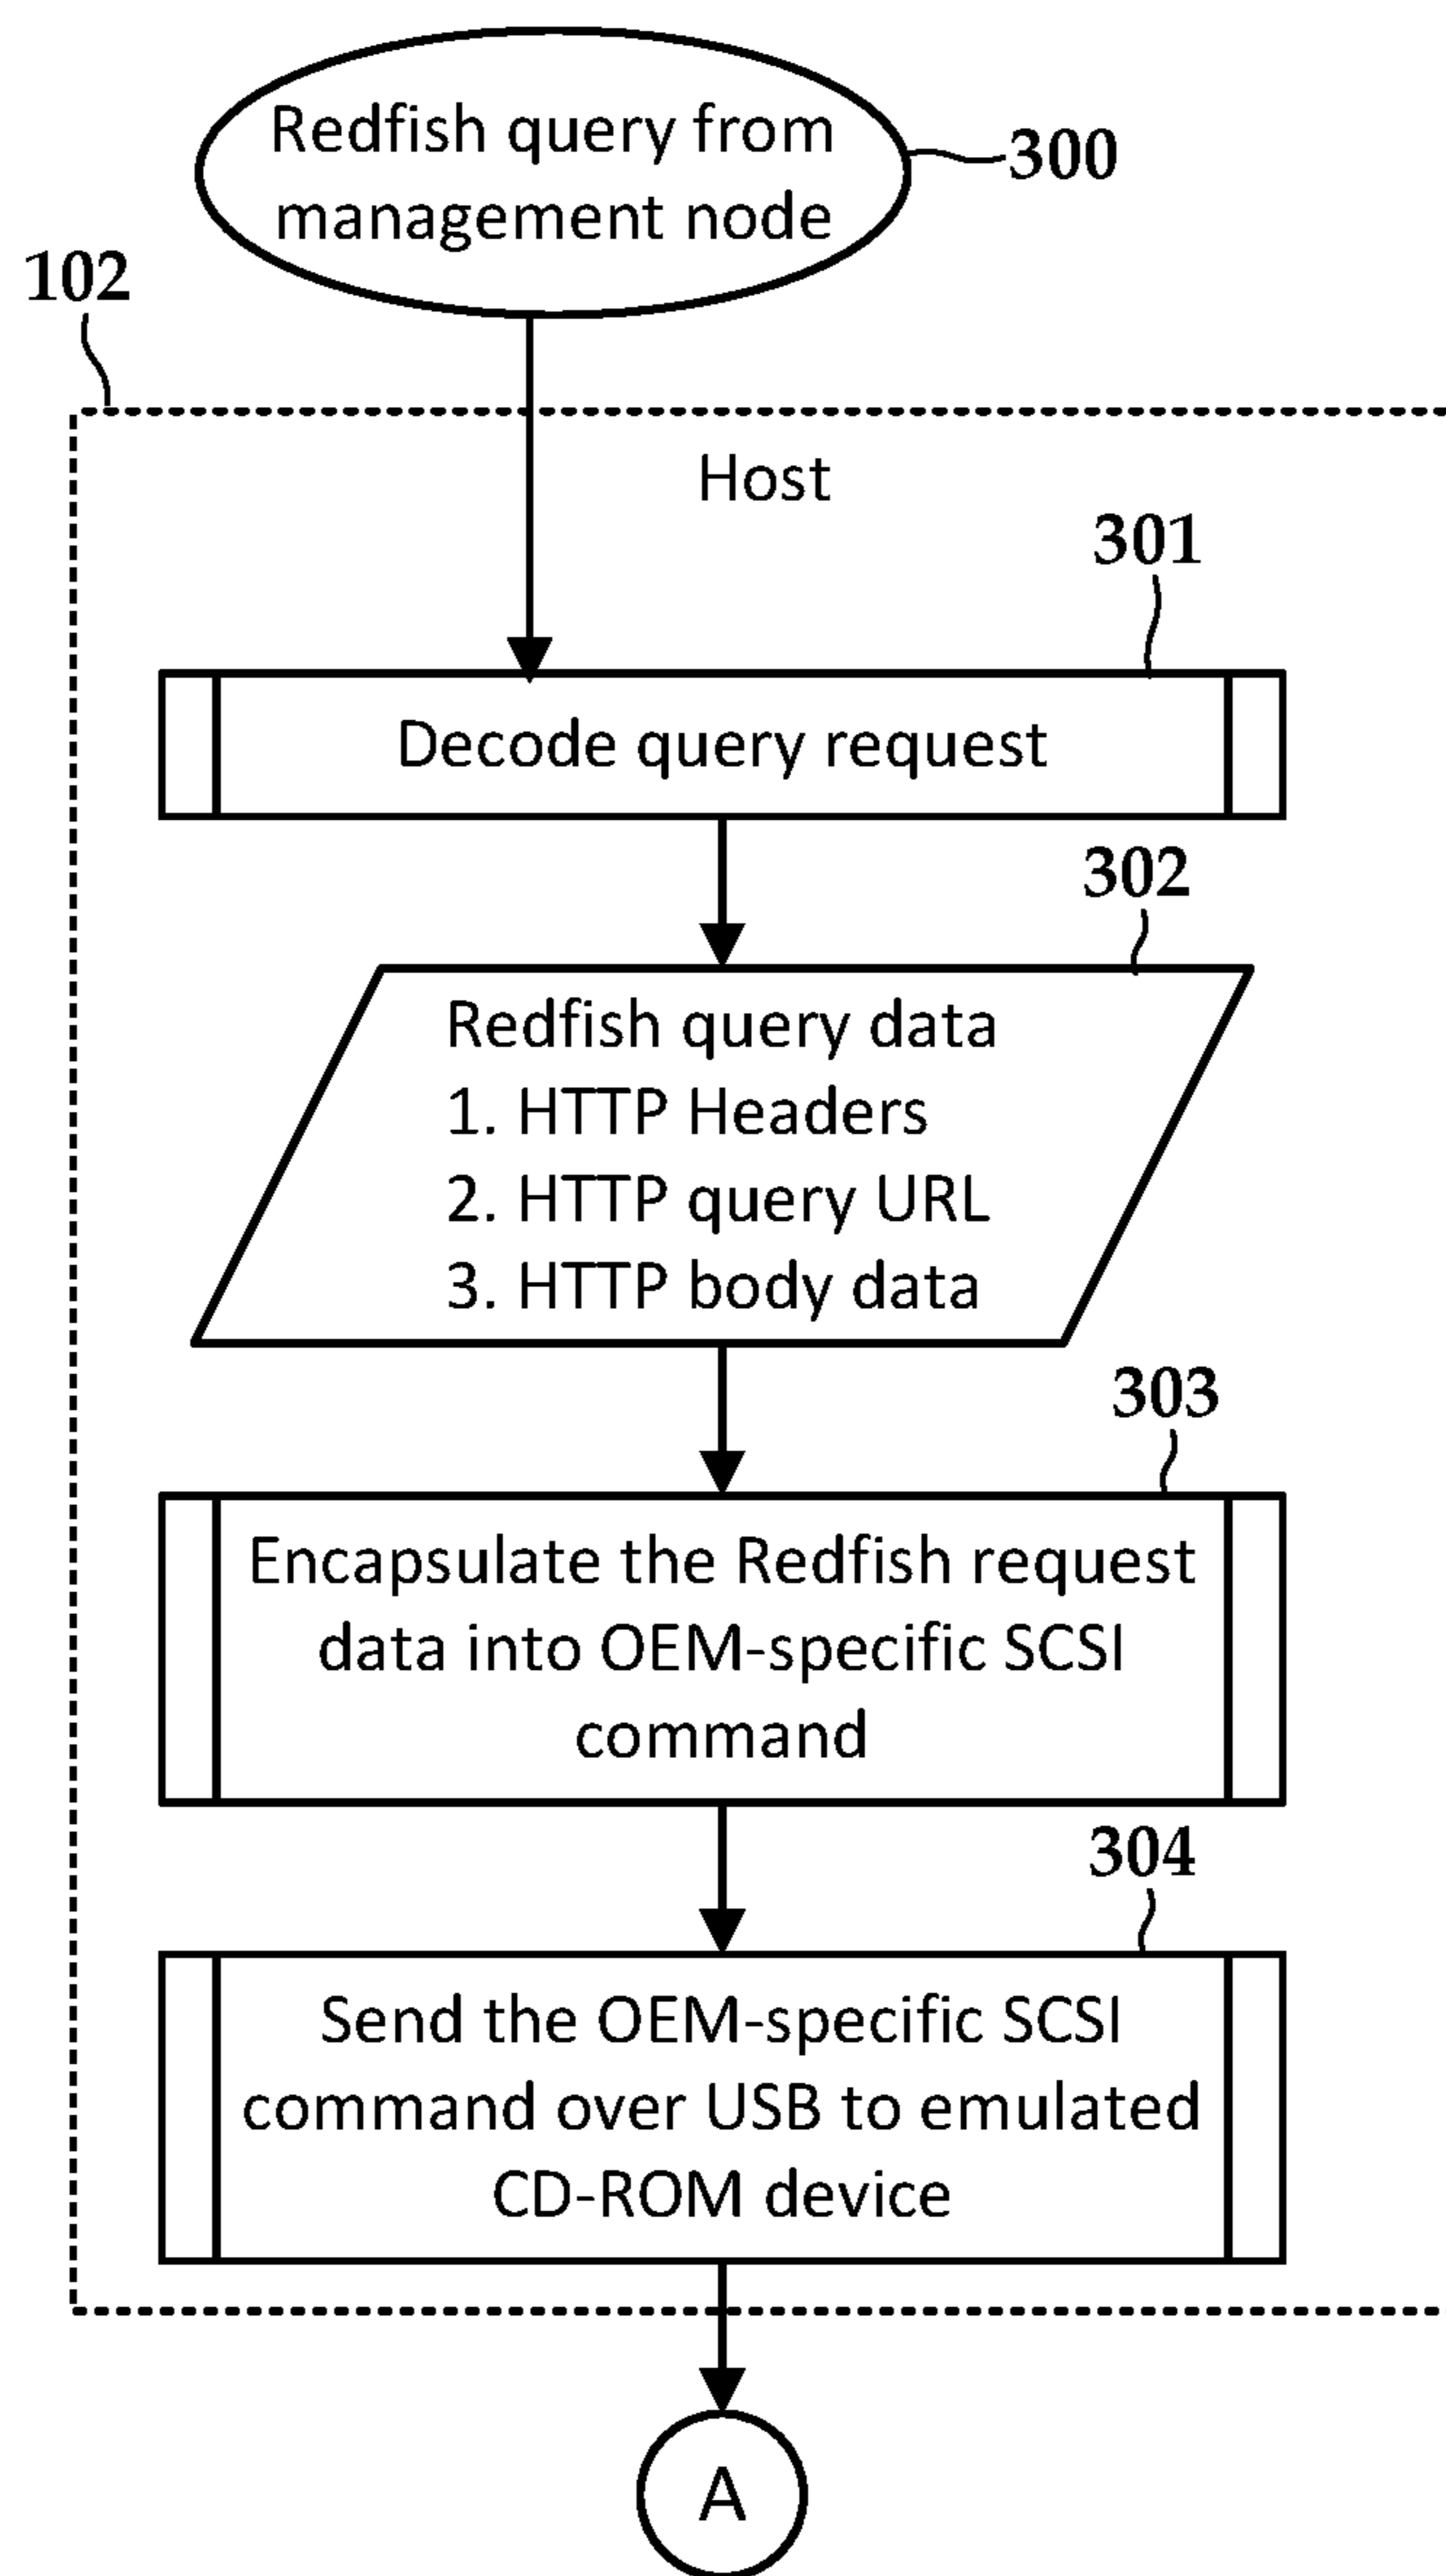 Redfish query from
management node
300
102
Host
301
Decode query request
302
Redfish query data
1. HTTP Headers
2. HTTP query URL
3. HTTP body data
303
Encapsulate the Redfish request
data into OEM-specific SCSI
command
304
Send the OEM-specific SCSI
command over USB to emulated
CD-ROM device
A